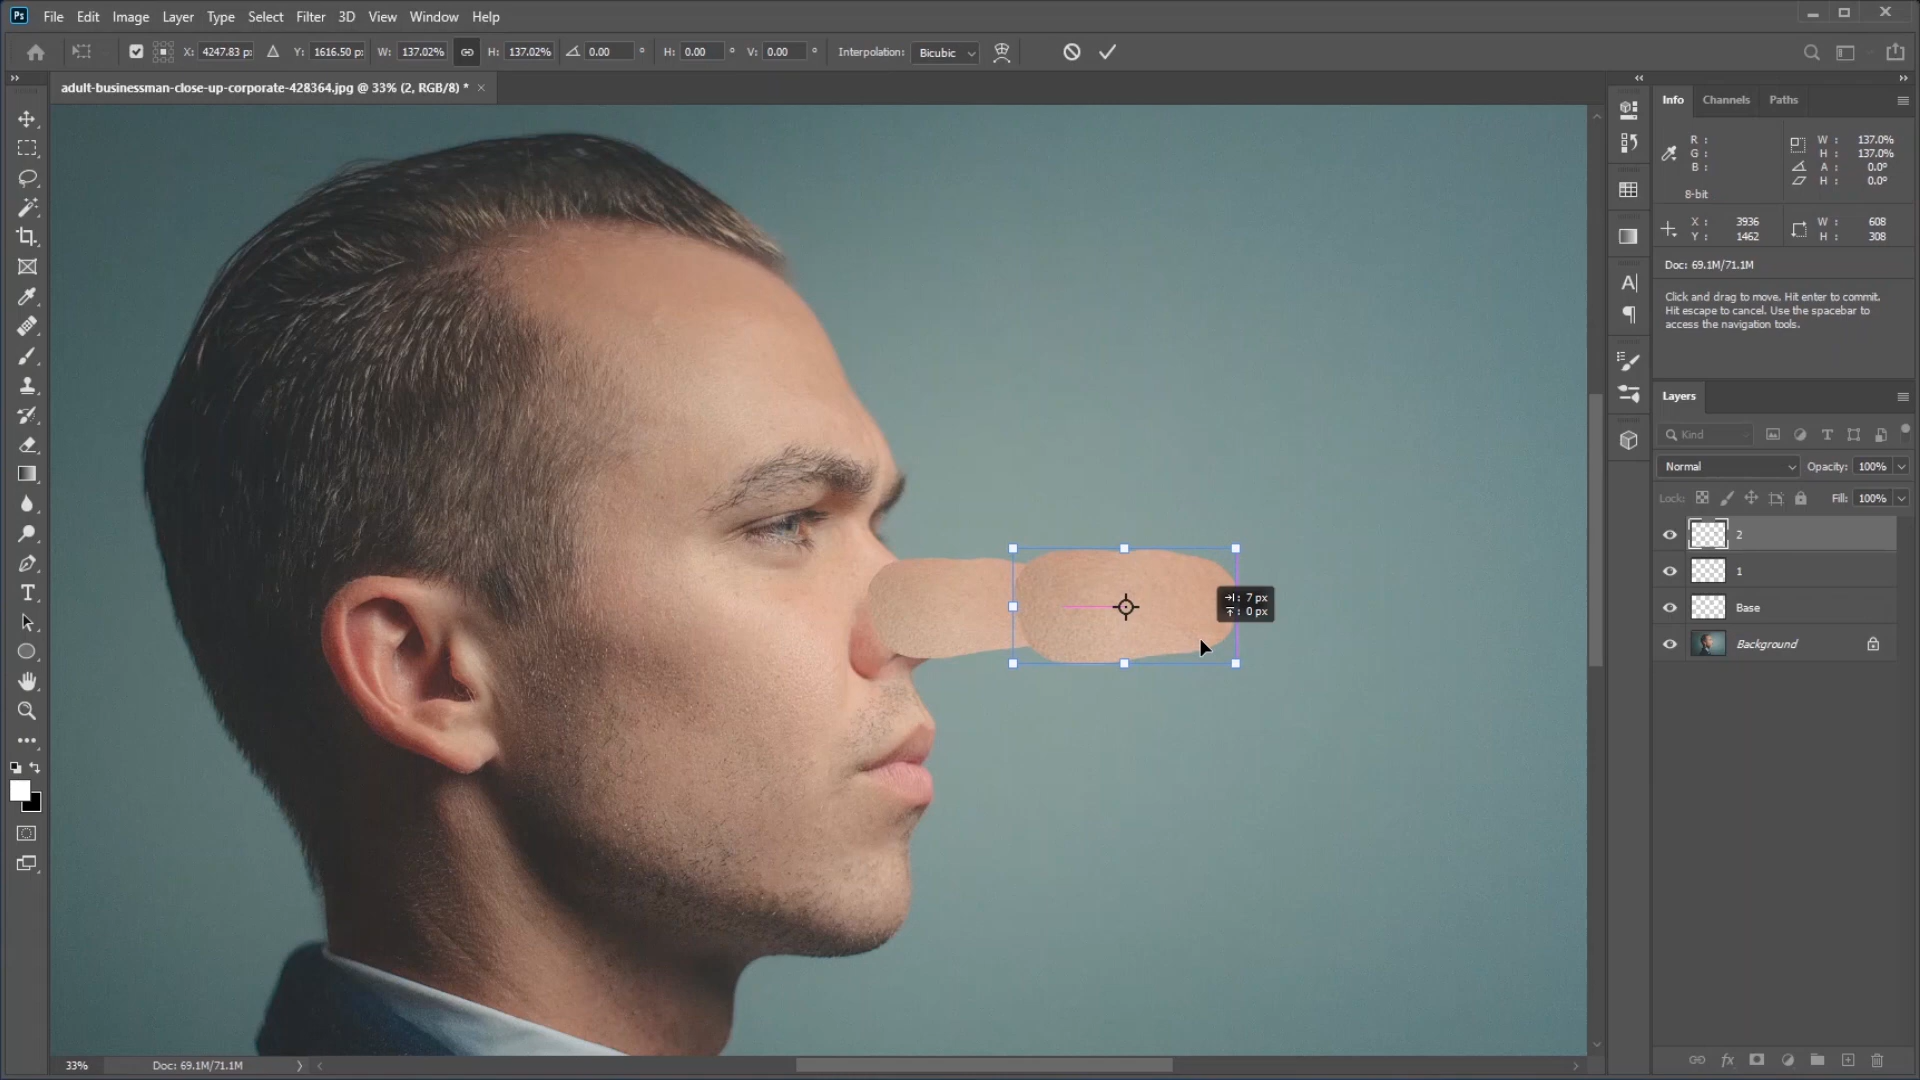 Ps File Edit Image Layer Type Select Filter 3D View Window Help
X: 4247.83 px Y: 1616.50 px W: 137.02% H: 137.02% 0.00 ° H: 0.00 ° V: 0.00 ° Interpolation: Bicubic
adult-businessman-close-up-corporate-428364.jpg @ 33% (2, RGB/8) * ×
Info Channels Paths
R :
G :
B :
8-bit
W : 137.0%
H : 137.0%
A : 0.0°
H : 0.0°
X : 3936
Y : 1462
W : 608
H : 308
Doc: 69.1M/71.1M
Click and drag to move. Hit enter to commit.
Hit escape to cancel. Use the spacebar to
access the navigation tools.
Layers
Kind
Normal Opacity: 100%
Lock: Fill: 100%
2
1
Base
Background
: 7 px
: 0 px
33% Doc: 69.1M/71.1M